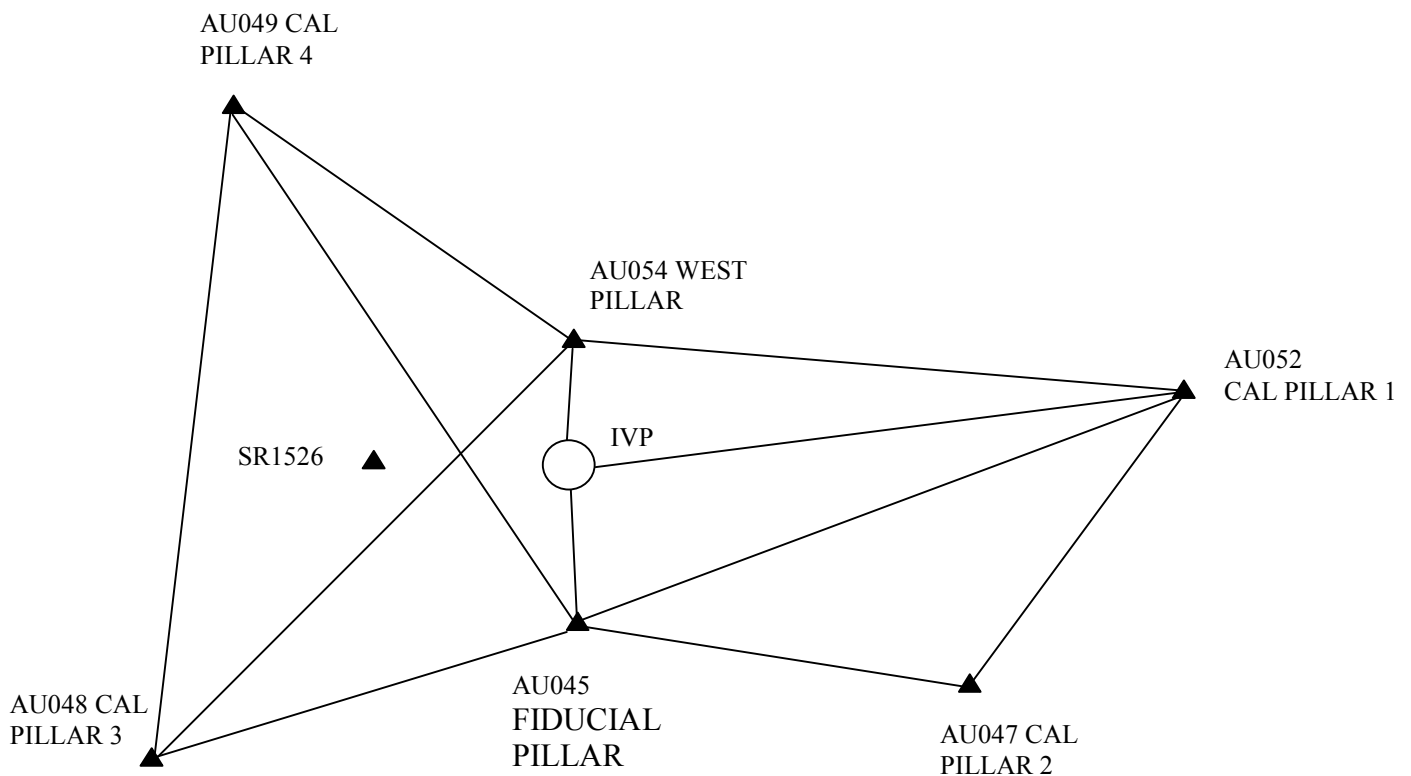 AU049 CAL
PILLAR 4
AU054 WEST
PILLAR
AU052
CAL PILLAR 1
IVP
SR1526
AU048 CAL
PILLAR 3
AU045
FIDUCIAL
PILLAR
AU047 CAL
PILLAR 2